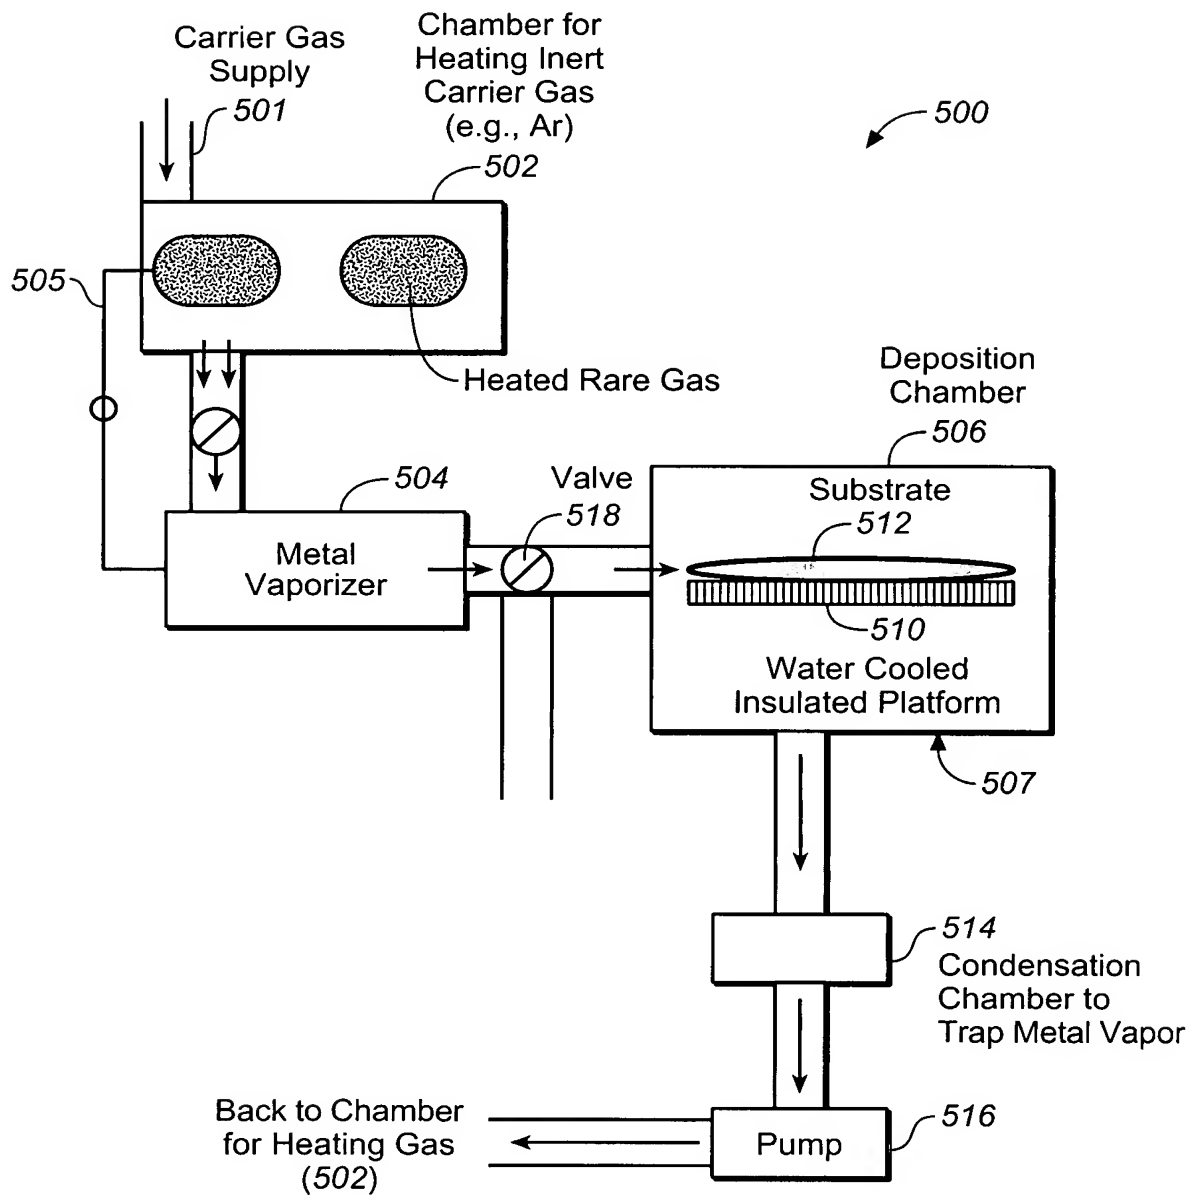 Carrier Gas
Supply
501
Chamber for
Heating Inert
Carrier Gas
(e.g., Ar)
502
500
505
Heated Rare Gas
Deposition
Chamber
506
504
Valve
518
Substrate
512
Metal
Vaporizer
510
Water Cooled
Insulated Platform
507
514
Condensation
Chamber to
Trap Metal Vapor
Back to Chamber
for Heating Gas
(502)
Pump
516